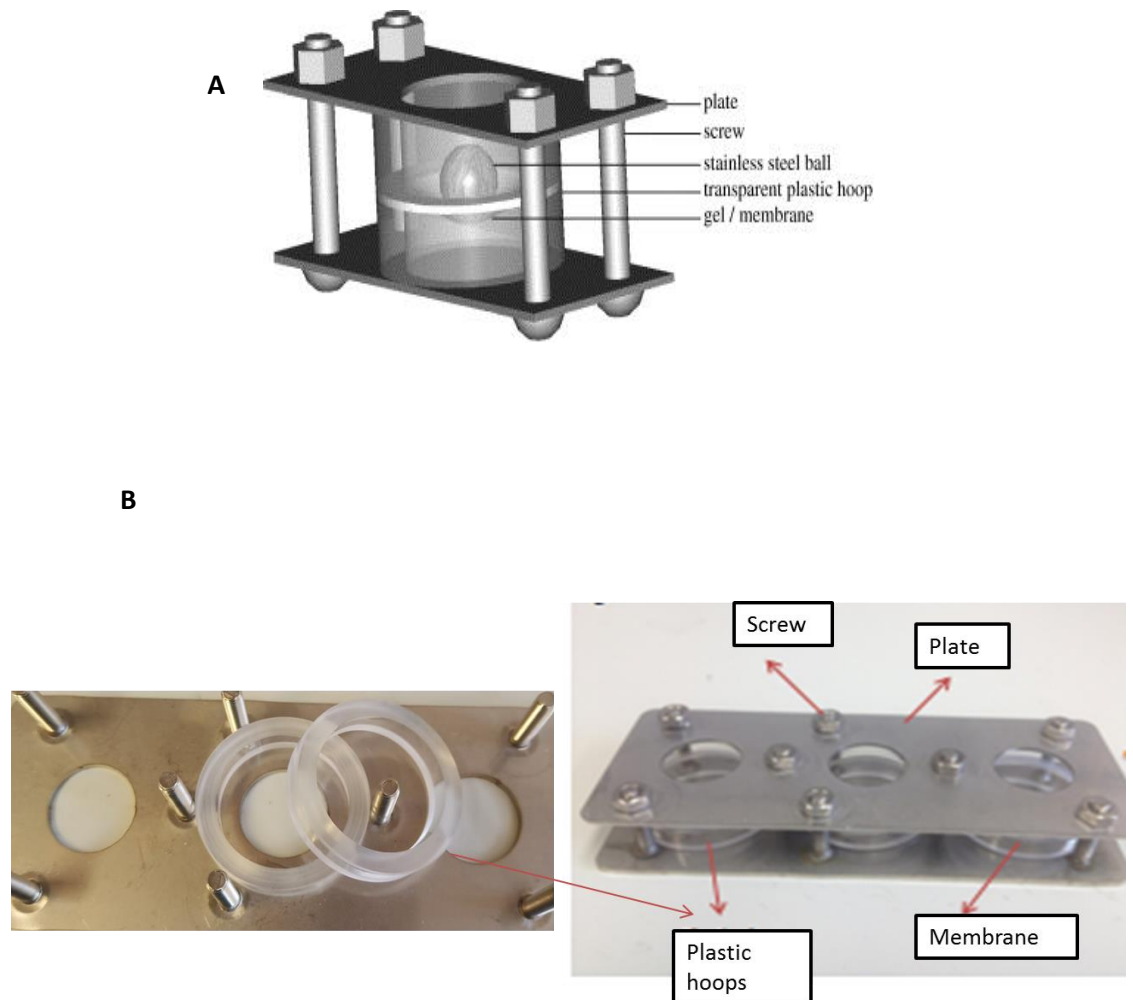 A
plate
screw
stainless steel ball
transparent plastic hoop
gel / membrane
B
Screw
Plate
Plastic
hoops
Membrane